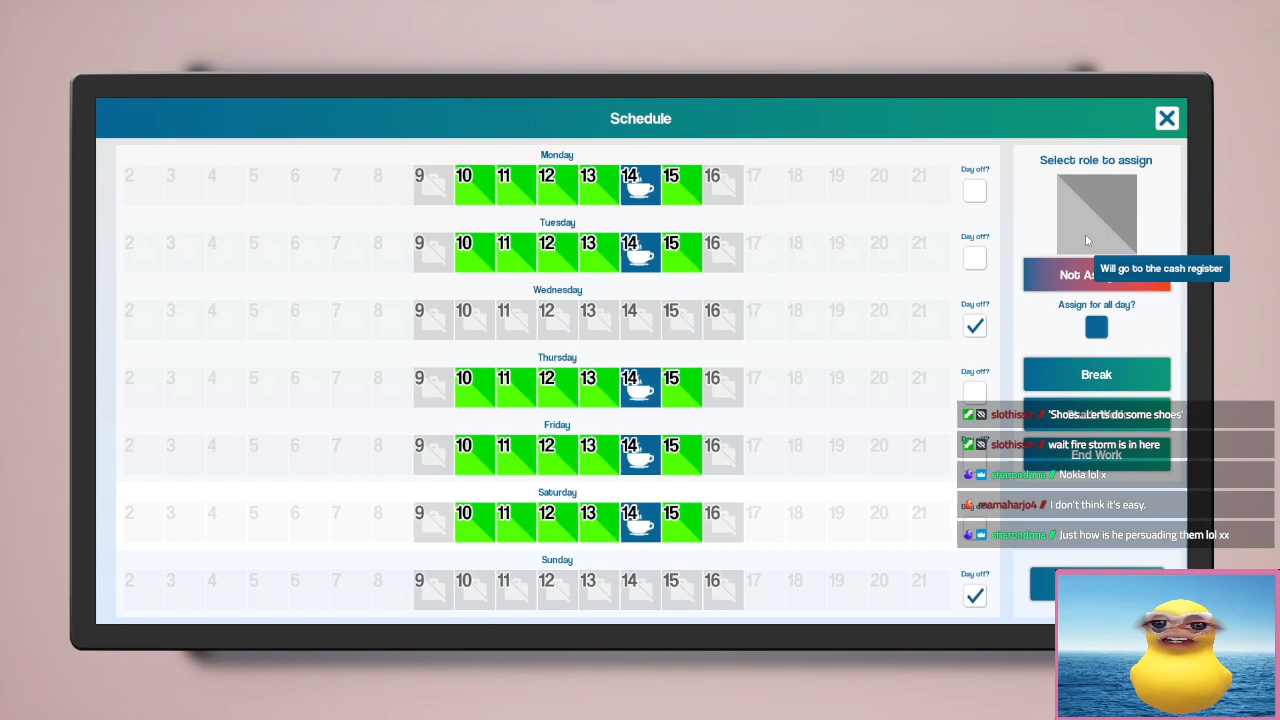 Schedule
Select role to assign
Monday
2 3 4 5 6 7 8 9 10 11 12 13 14 15 16 17 18 19 20 21
Day off?
Tuesday
2 3 4 5 6 7 8 9 10 11 12 13 14 15 16 17 18 19 20 21
Day off?
Will go to the cash register
Not As
Wednesday
2 3 4 5 6 7 8 9 10 11 12 13 14 15 16 17 18 19 20 21
Day off?
Assign for all day?
Thursday
2 3 4 5 6 7 8 9 10 11 12 13 14 15 16 17 18 19 20 21
Day off?
Break
Friday
2 3 4 5 6 7 8 9 10 11 12 13 14 15 16 17 18 19 20 21
End Work
Saturday
2 3 4 5 6 7 8 9 10 11 12 13 14 15 16 17 18 19 20 21
Sunday
2 3 4 5 6 7 8 9 10 11 12 13 14 15 16 17 18 19 20 21
Day off?
'Shoes... Let's do some shoes'
wait fire storm is in here
sharondona // Nokia lol x
mamaharjo4 // I don't think it's easy.
sharondona // Just how is he persuading them lol xx